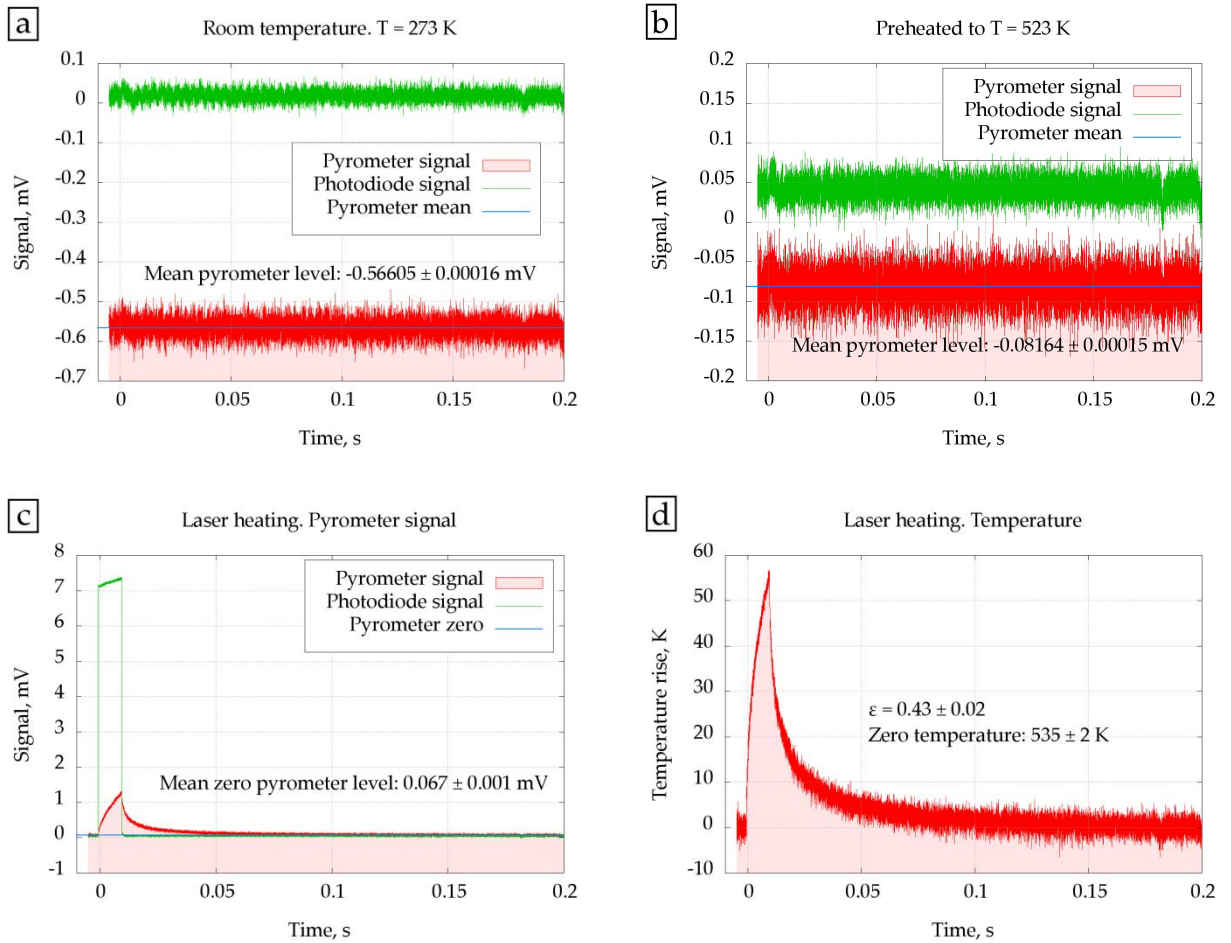 a
Room temperature. T = 273 K
0.1
0
-0.1
-0.2
-0.3
-0.4
-0.5
-0.6
-0.7
Signal, mV
Pyrometer signal
Photodiode signal
Pyrometer mean
Mean pyrometer level: -0.56605 ± 0.00016 mV
0 0.05 0.1 0.15 0.2
Time, s
b
Preheated to T = 523 K
0.2
0.15
0.1
0.05
0
-0.05
-0.1
-0.15
-0.2
Signal, mV
Pyrometer signal
Photodiode signal
Pyrometer mean
Mean pyrometer level: -0.08164 ± 0.00015 mV
0 0.05 0.1 0.15 0.2
Time, s
c
Laser heating. Pyrometer signal
8
7
6
5
4
3
2
1
0
-1
Signal, mV
Pyrometer signal
Photodiode signal
Pyrometer zero
Mean zero pyrometer level: 0.067 ± 0.001 mV
0 0.05 0.1 0.15 0.2
Time, s
d
Laser heating. Temperature
60
50
40
30
20
10
0
-10
Temperature rise, K
ε = 0.43 ± 0.02
Zero temperature: 535 ± 2 K
0 0.05 0.1 0.15 0.2
Time, s